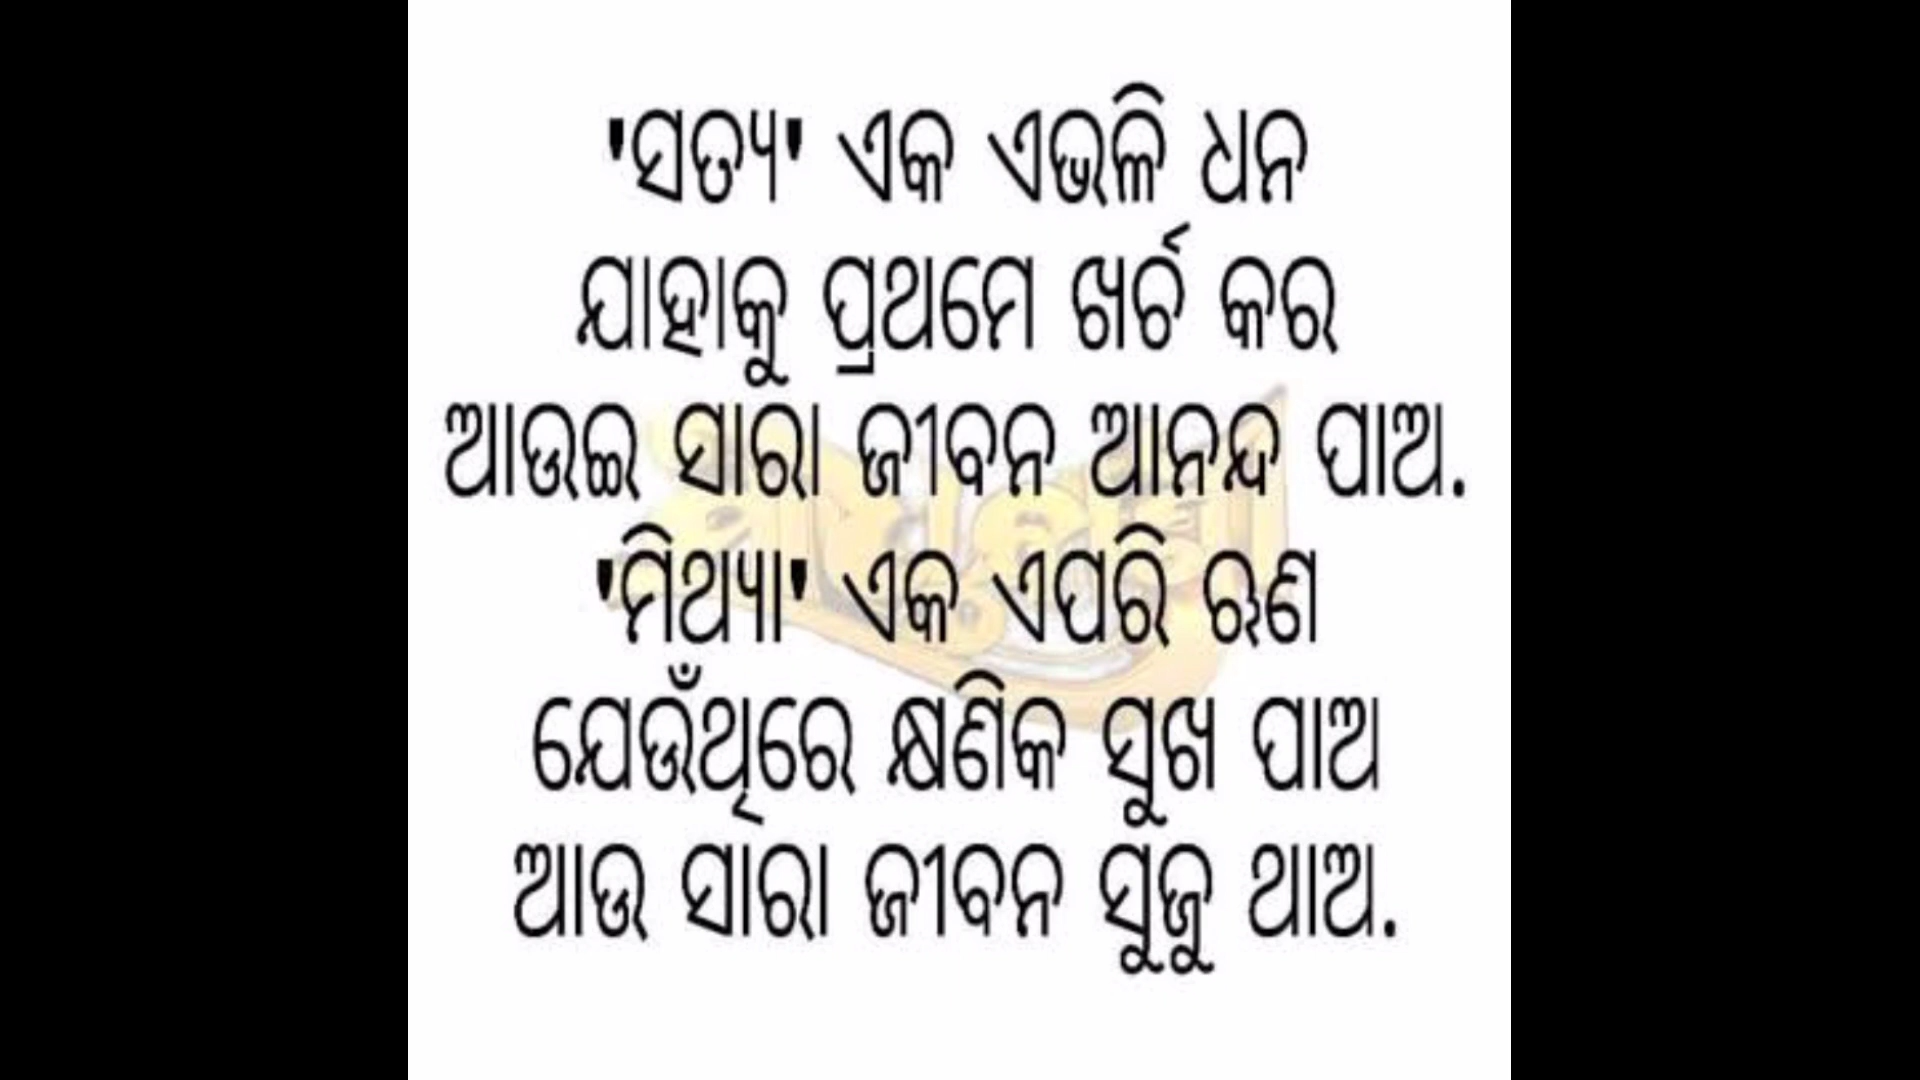 'ସତ୍ୟ' ଏକ ଏଭଳି ଧନ
ଯାହାକୁ ପ୍ରଥମେ ଖର୍ଚ୍ଚ କର
ଆଉଇ ସାରା ଜୀବନ ଆନନ୍ଦ ପାଅ.
'ମିଥ୍ୟା' ଏକ ଏପରି ଋଣ
ଯେଉଁଥିରେ କ୍ଷଣିକ ସୁଖ ପାଅ
ଆଉ ସାରା ଜୀବନ ସୁଜୁ ଥାଅ.